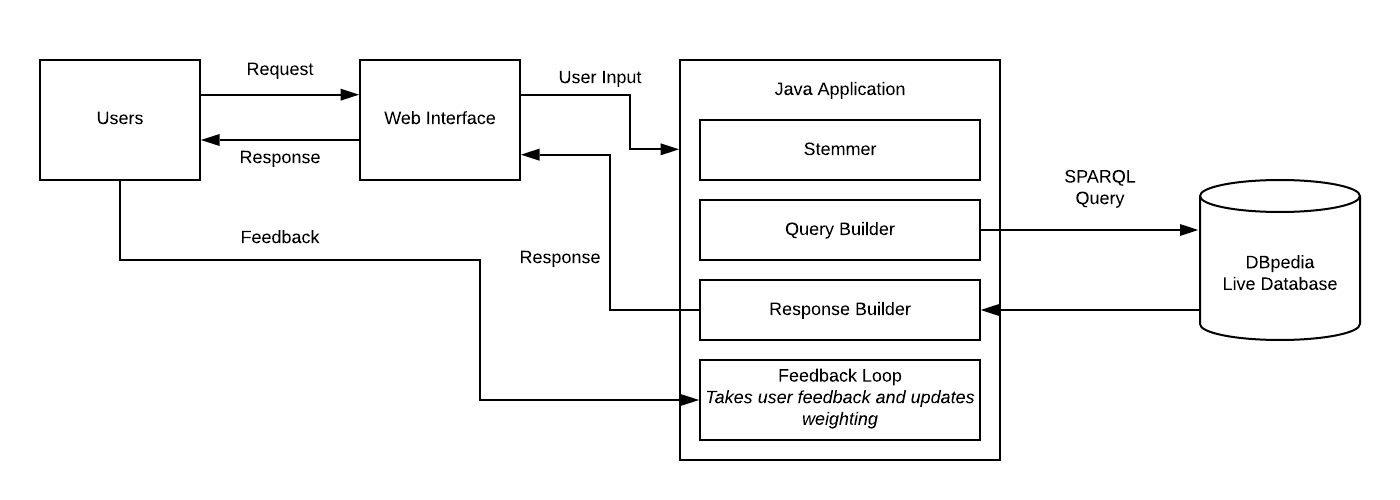 Request
User Input
Java Application
Users
Web Interface
Stemmer
Response
SPARQL
Query
Feedback
Query Builder
Response
DBpedia
Live Database
Response Builder
Feedback Loop
Takes user feedback and updates
weighting